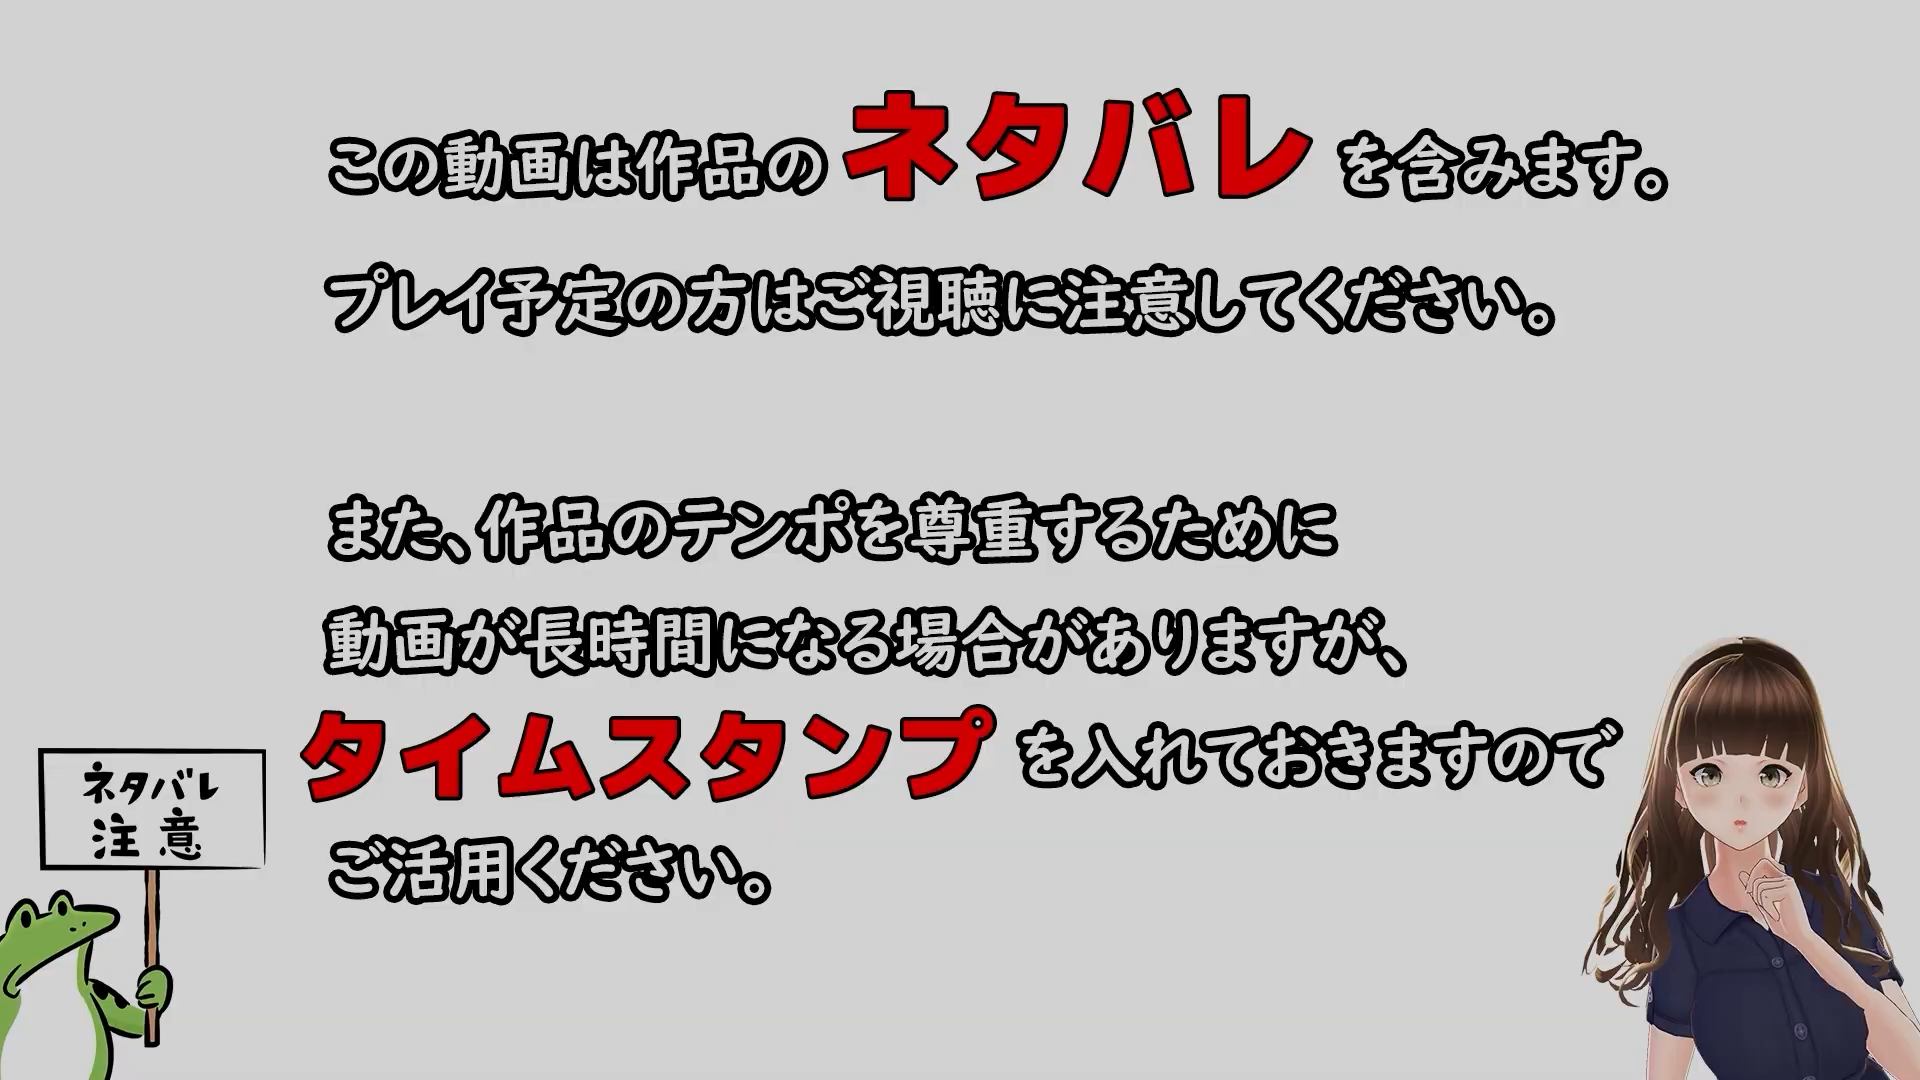 この動画は作品のネタバレを含みます。
プレイ予定の方はご視聴に注意してください。
また、作品のテンポを尊重するために
動画が長時間になる場合がありますが、
タイムスタンプを入れておきますので
ご活用ください。
ネタバレ
注意